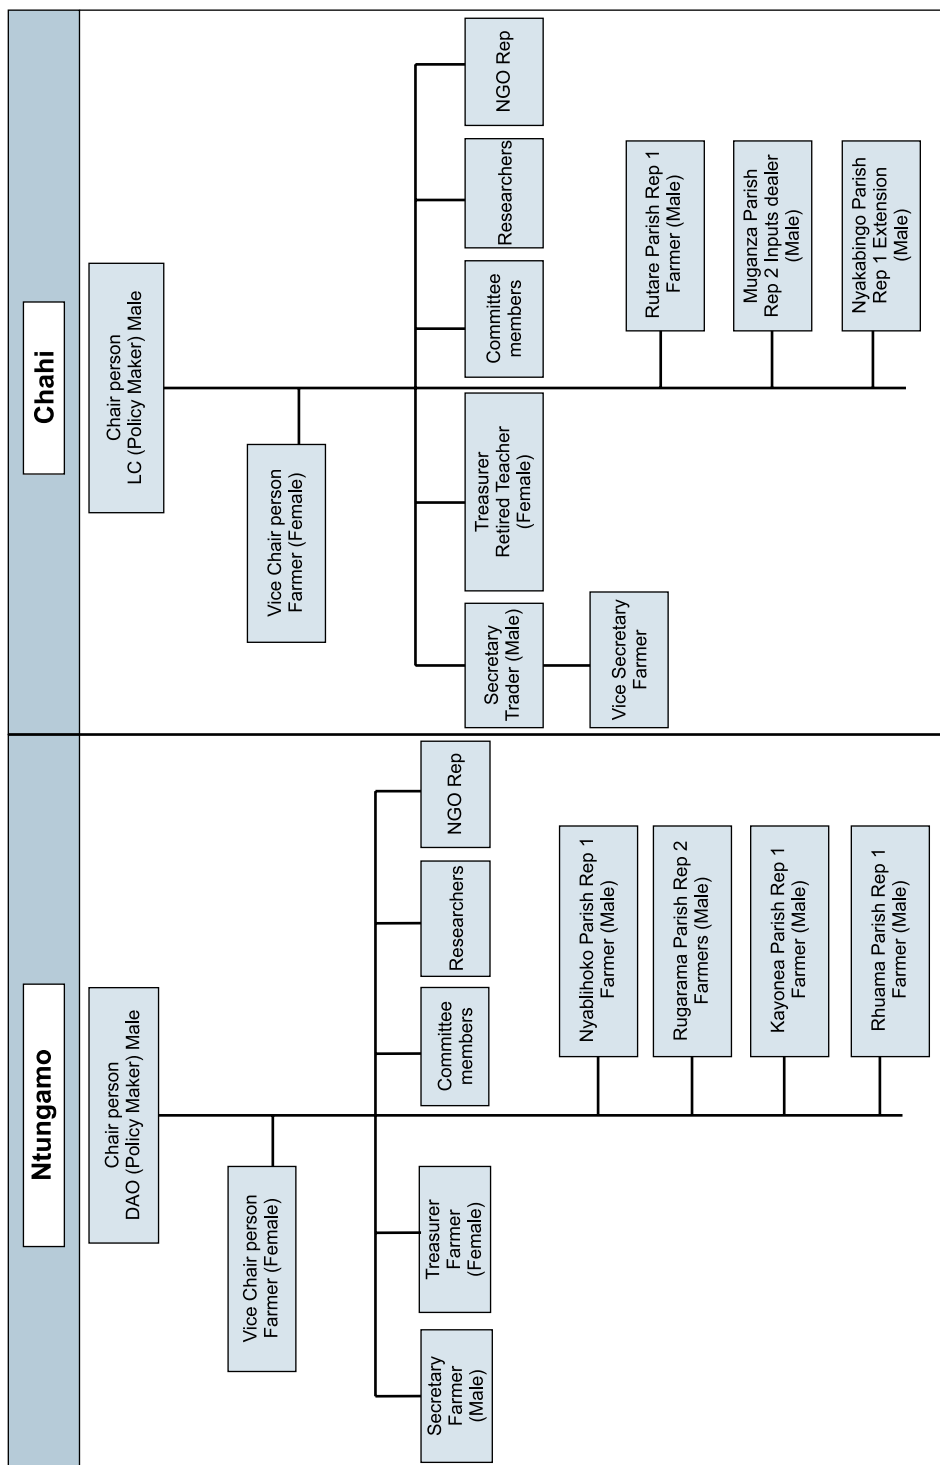 Ntungamo
Chair person
DAO (Policy Maker) Male
Vice Chair person
Farmer (Female)
Secretary
Farmer
(Male)
Treasurer
Farmer
(Female)
Committee
members
Researchers
NGO Rep
Nyablihoko Parish Rep 1
Farmer (Male)
Rugarama Parish Rep 2
Farmers (Male)
Kayonea Parish Rep 1
Farmer (Male)
Rhuama Parish Rep 1
Farmer (Male)
Chahi
Chair person
LC (Policy Maker) Male
Vice Chair person
Farmer (Female)
Secretary
Trader (Male)
Treasurer
Retired Teacher
(Female)
Committee
members
Researchers
NGO Rep
Vice Secretary
Farmer
Rutare Parish Rep 1
Farmer (Male)
Muganza Parish
Rep 2 Inputs dealer
(Male)
Nyakabingo Parish
Rep 1 Extension
(Male)